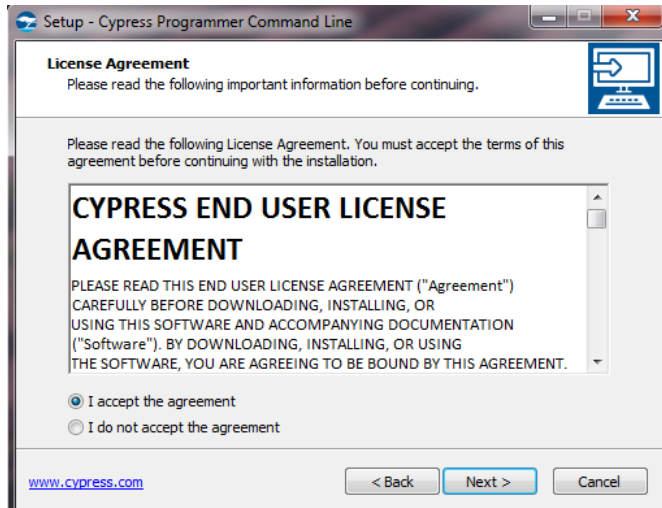 Setup - Cypress Programmer Command Line
License Agreement
Please read the following important information before continuing.
Please read the following License Agreement. You must accept the terms of this
agreement before continuing with the installation.
CYPRESS END USER LICENSE
AGREEMENT
PLEASE READ THIS END USER LICENSE AGREEMENT ("Agreement")
CAREFULLY BEFORE DOWNLOADING, INSTALLING, OR
USING THIS SOFTWARE AND ACCOMPANYING DOCUMENTATION
("Software"). BY DOWNLOADING, INSTALLING, OR USING
THE SOFTWARE, YOU ARE AGREEING TO BE BOUND BY THIS AGREEMENT.
I accept the agreement
I do not accept the agreement
www.cypress.com
< Back Next > Cancel